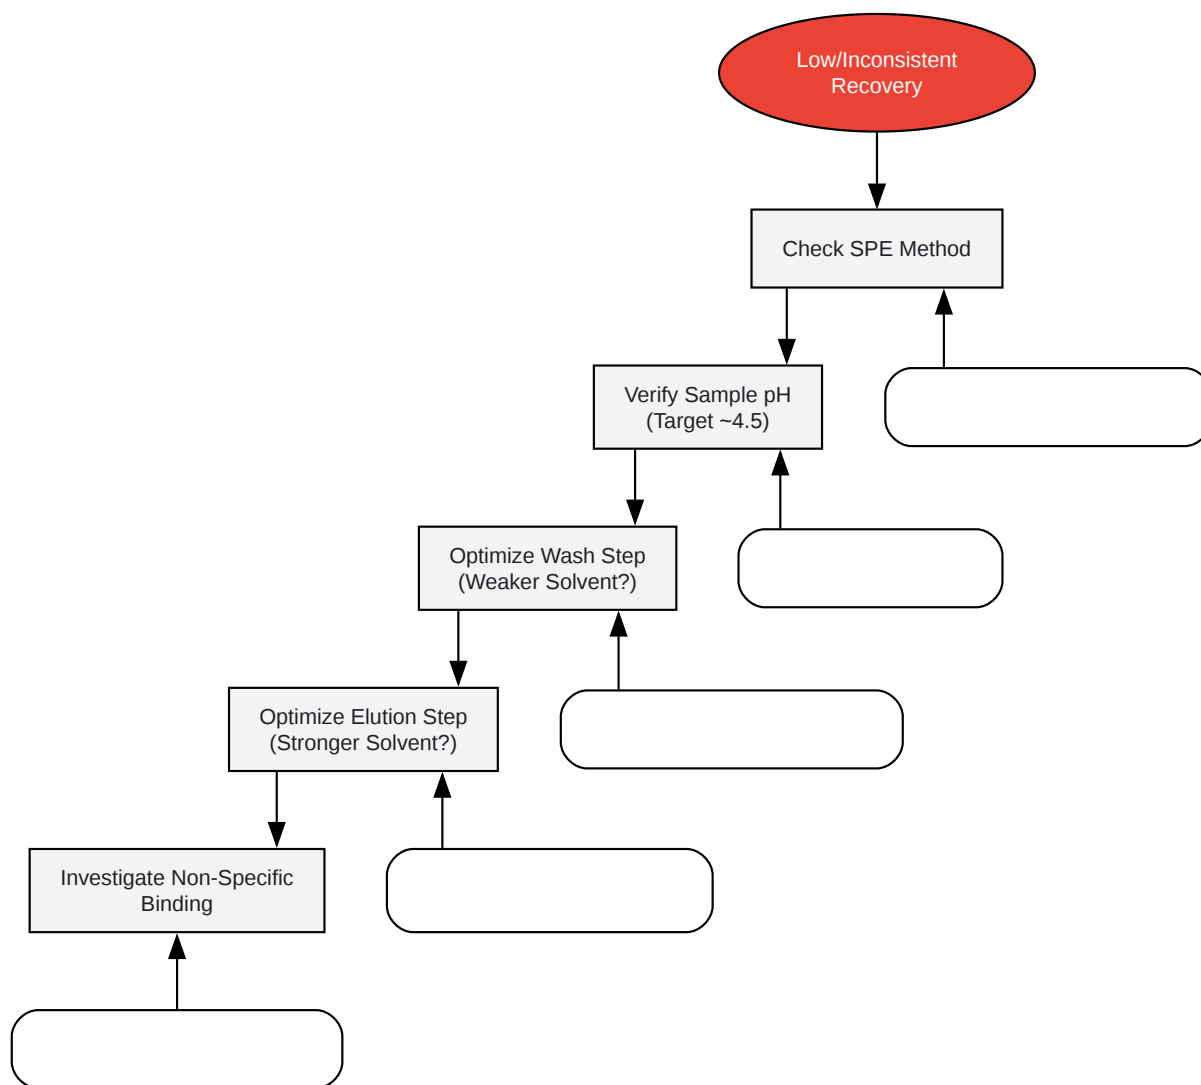 Low/Inconsistent
Recovery
Check SPE Method
Verify Sample pH
(Target ~4.5)
Optimize Wash Step
(Weaker Solvent?)
Optimize Elution Step
(Stronger Solvent?)
Investigate Non-Specific
Binding